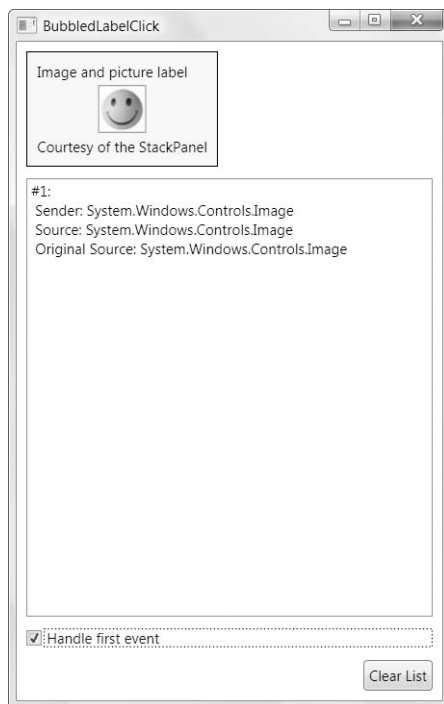 BubbledLabelClick
Image and picture label
Courtesy of the StackPanel
#1:
Sender: System.Windows.Controls.Image
Source: System.Windows.Controls.Image
Original Source: System.Windows.Controls.Image
Handle first event
Clear List